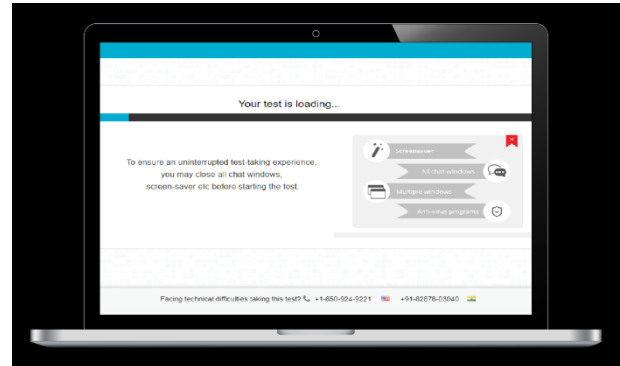 Your test is loading...
To ensure an uninterrupted test-taking experience,
you may close all chat windows,
screen-saver etc before starting the test.
Screensaver
All chat windows
Multiple windows
Anti-virus programs
Facing technical difficulties taking this test? +1-650-924-9221 +91-82878-03040